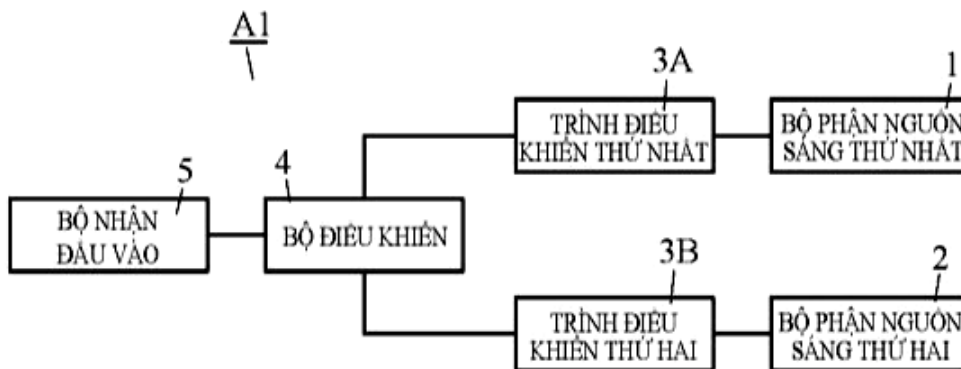 A1
3A
1
TRÌNH ĐIỀU
KHIỂN THỨ NHẤT
BỘ PHẬN NGUỒN
SÁNG THỨ NHẤT
5
4
BỘ NHẬN
ĐẦU VÀO
BỘ ĐIỀU KHIỂN
3B
2
TRÌNH ĐIỀU
KHIỂN THỨ HAI
BỘ PHẬN NGUỒN
SÁNG THỨ HAI